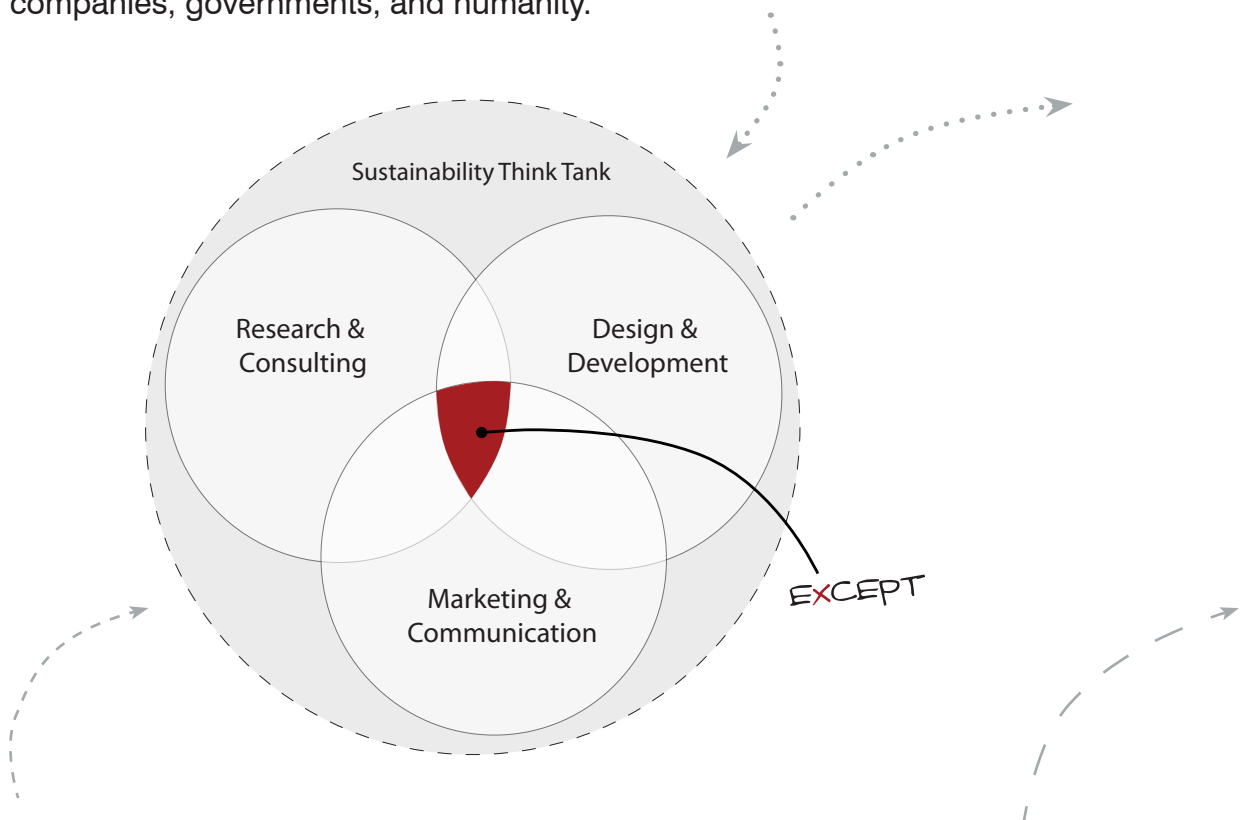 companies, governments, and humanity.
Sustainability Think Tank
Research &
Consulting
Design &
Development
Marketing &
Communication
EXCEPT